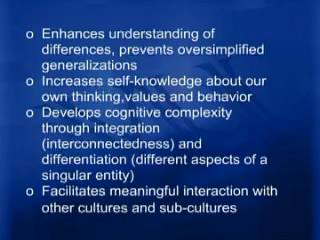 o Enhances understanding of
differences, prevents oversimplified
generalizations
o Increases self-knowledge about our
own thinking,values and behavior
o Develops cognitive complexity
through integration
(interconnectedness) and
differentiation (different aspects of a
singular entity)
o Facilitates meaningful interaction with
other cultures and sub-cultures